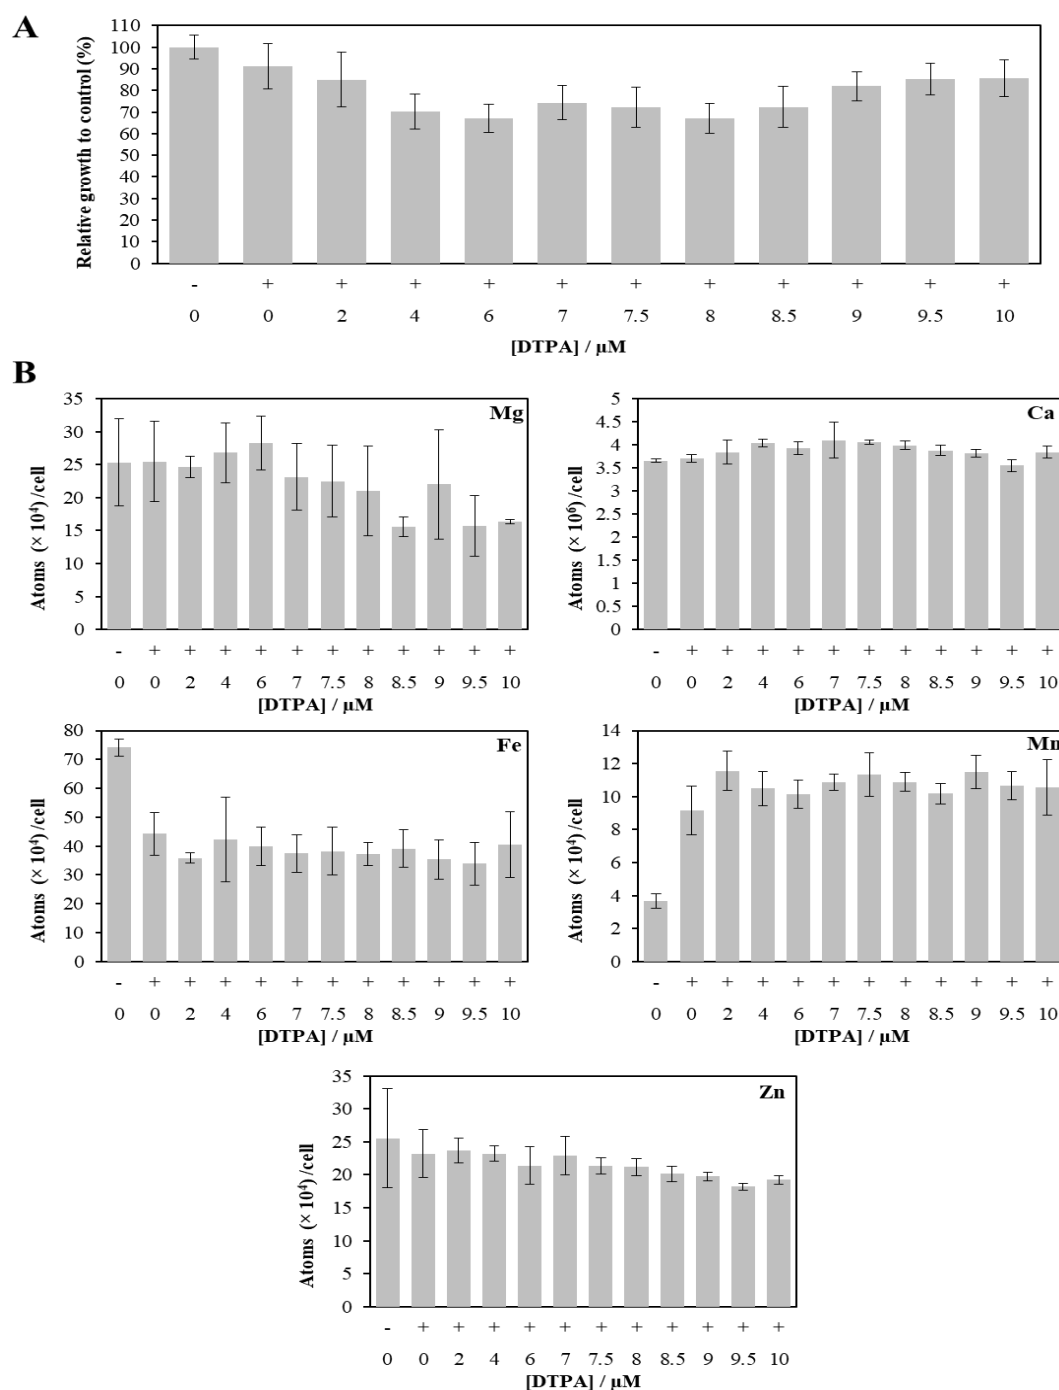 A
Relative growth to control (%)
110
100
90
80
70
60
50
40
30
20
10
0
- + + + + + + + + + + +
0 0 2 4 6 7 7.5 8 8.5 9 9.5 10
[DTPA] / µM
B
Mg
Atoms (× 10⁴) /cell
35
30
25
20
15
10
5
0
- + + + + + + + + + + +
0 0 2 4 6 7 7.5 8 8.5 9 9.5 10
[DTPA] / µM
Ca
Atoms (× 10⁶) /cell
5
4.5
4
3.5
3
2.5
2
1.5
1
0.5
0
- + + + + + + + + + + +
0 0 2 4 6 7 7.5 8 8.5 9 9.5 10
[DTPA] / µM
Fe
Atoms (× 10⁴) /cell
80
70
60
50
40
30
20
10
0
- + + + + + + + + + + +
0 0 2 4 6 7 7.5 8 8.5 9 9.5 10
[DTPA] / µM
Mn
Atoms (× 10⁴) /cell
14
12
10
8
6
4
2
0
- + + + + + + + + + + +
0 0 2 4 6 7 7.5 8 8.5 9 9.5 10
[DTPA] / µM
Zn
Atoms (× 10⁴) /cell
35
30
25
20
15
10
5
0
- + + + + + + + + + + +
0 0 2 4 6 7 7.5 8 8.5 9 9.5 10
[DTPA] / µM